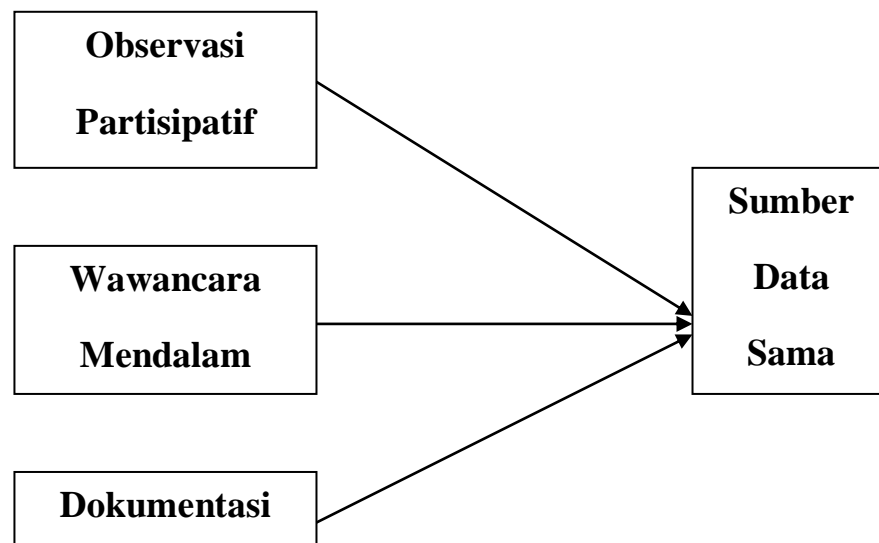 Observasi
Partisipatif
Wawancara
Mendalam
Dokumentasi
Sumber
Data
Sama